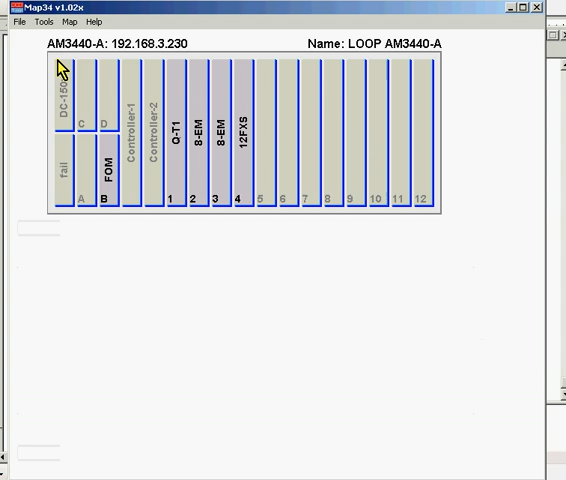 Map34 v1.02x
File Tools Map Help
AM3440-A: 192.168.3.230 Name: LOOP AM3440-A
DC-150
fail
C
A
D
FOM
B
Controller-1
Controller-2
Q-T1
1
8-EM
2
8-EM
3
12FXS
4
5
6
7
8
9
10
11
12